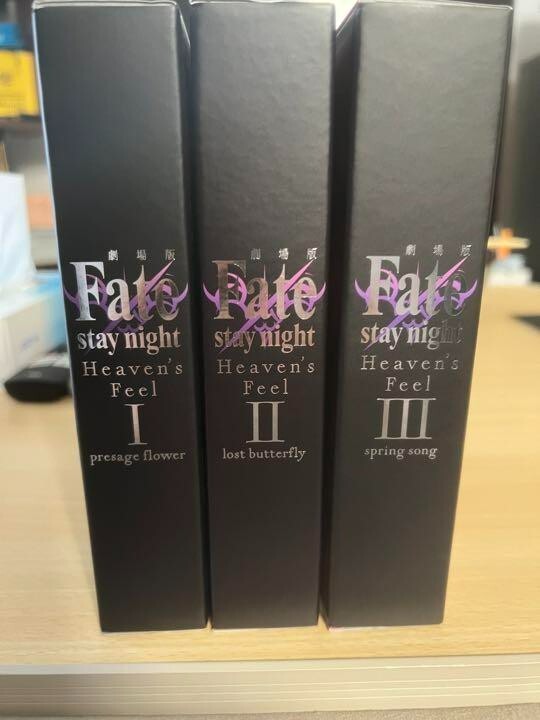 劇場版
Fate
stay night
Heaven's
Feel
I
presage flower
劇場版
Fate
stay night
Heaven's
Feel
II
lost butterfly
劇場版
Fate
stay night
Heaven's
Feel
III
spring song